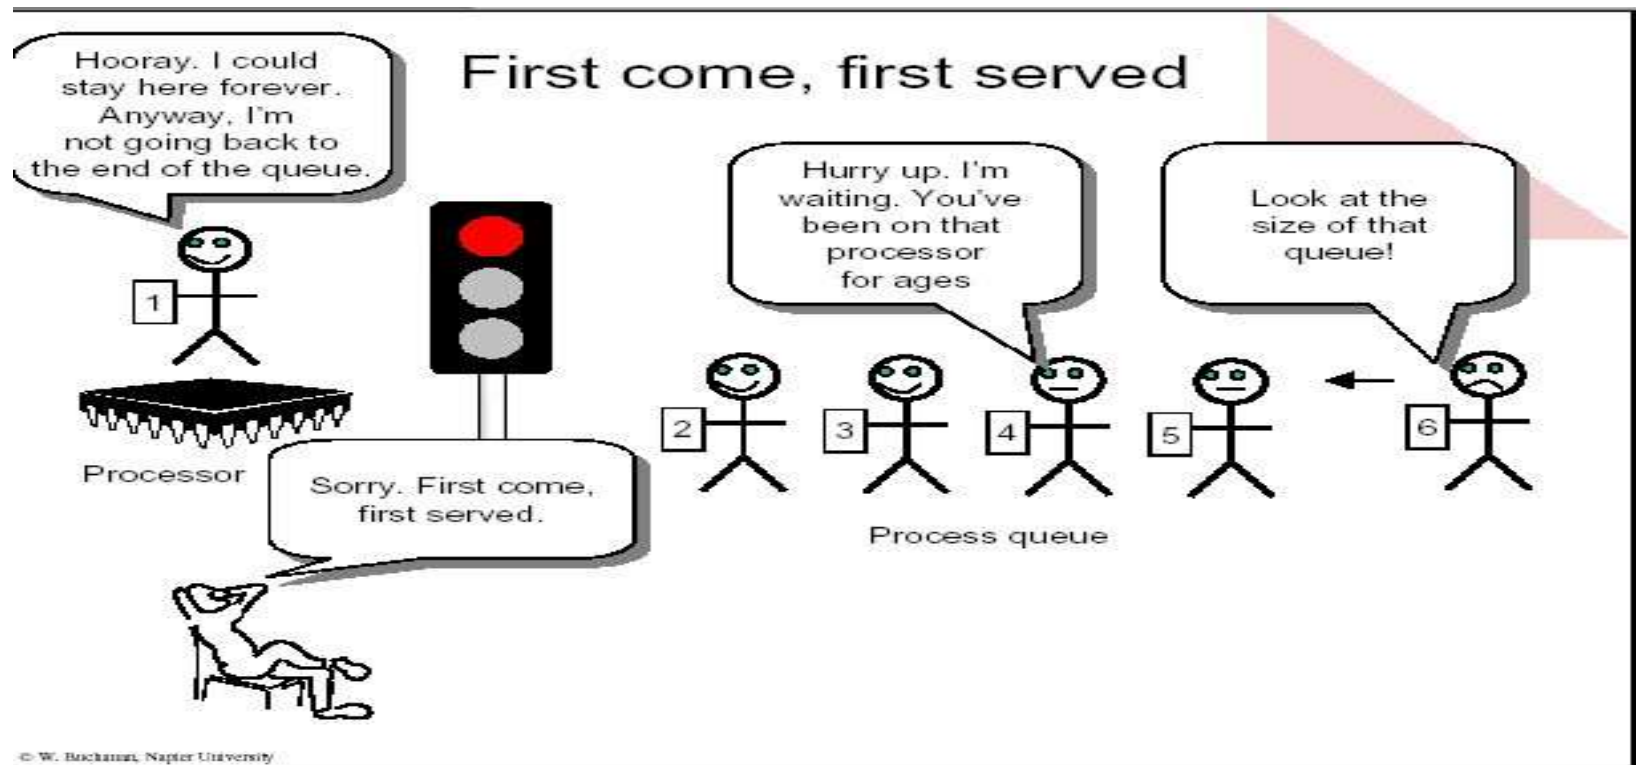 First come, first served
Hooray. I could
stay here forever.
Anyway, I'm
not going back to
the end of the queue.
Hurry up. I'm
waiting. You've
been on that
processor
for ages
Look at the
size of that
queue!
1
2
3
4
5
6
Processor
Sorry. First come,
first served.
Process queue
© W. Buchanan, Napier University